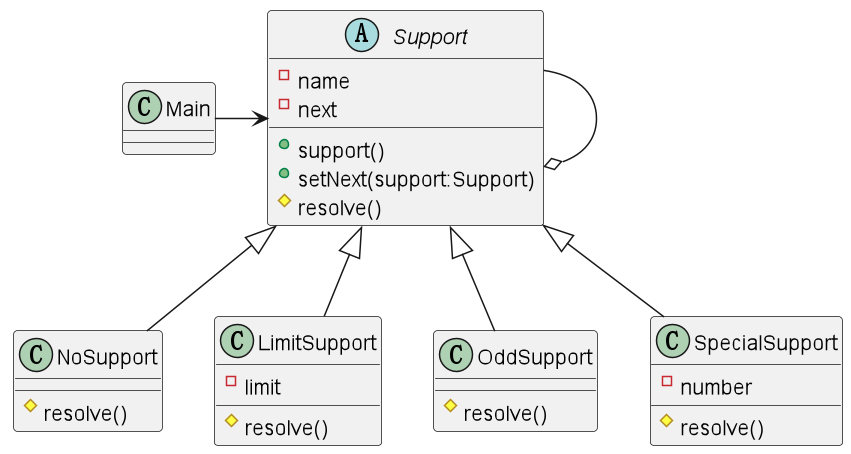 A Support
name
next
support()
setNext(support:Support)
resolve()
C Main
C NoSupport
resolve()
C LimitSupport
limit
resolve()
C OddSupport
resolve()
C SpecialSupport
number
resolve()